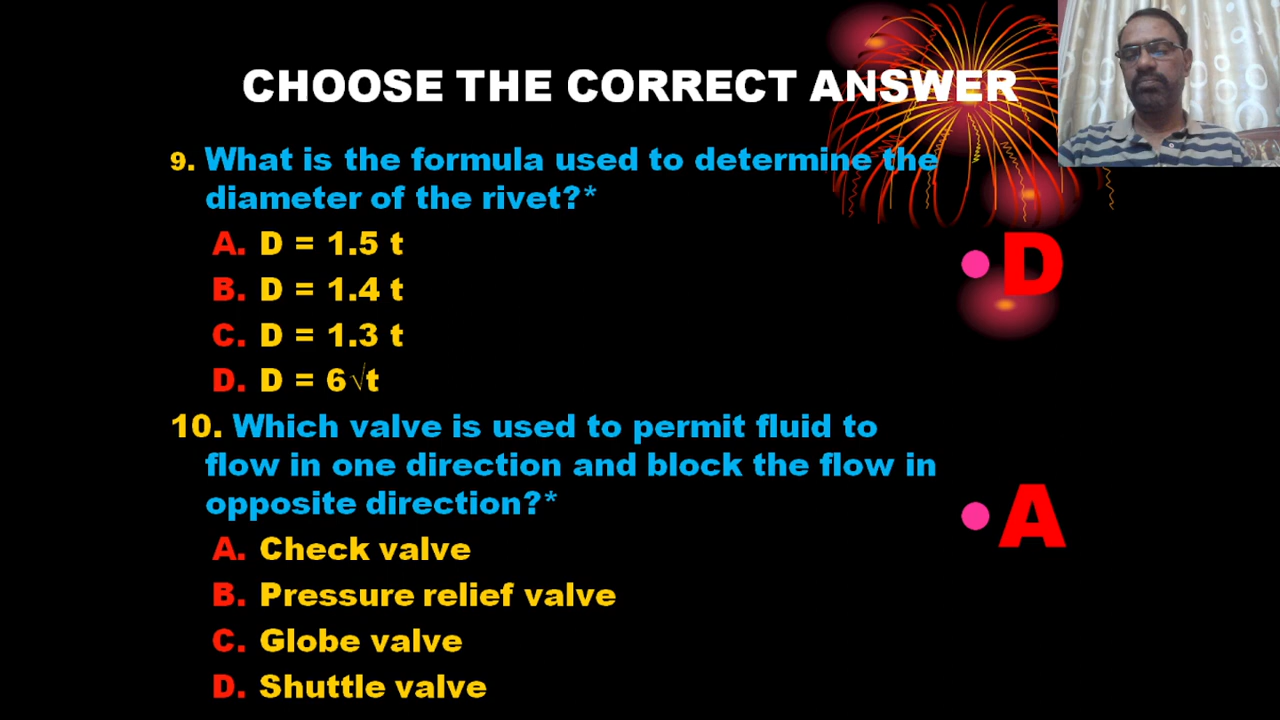 CHOOSE THE CORRECT ANSWER
9. What is the formula used to determine the
diameter of the rivet?*
A. D = 1.5 t
B. D = 1.4 t
C. D = 1.3 t
D. D = 6√t
• D
10. Which valve is used to permit fluid to
flow in one direction and block the flow in
opposite direction?*
A. Check valve
B. Pressure relief valve
C. Globe valve
D. Shuttle valve
• A